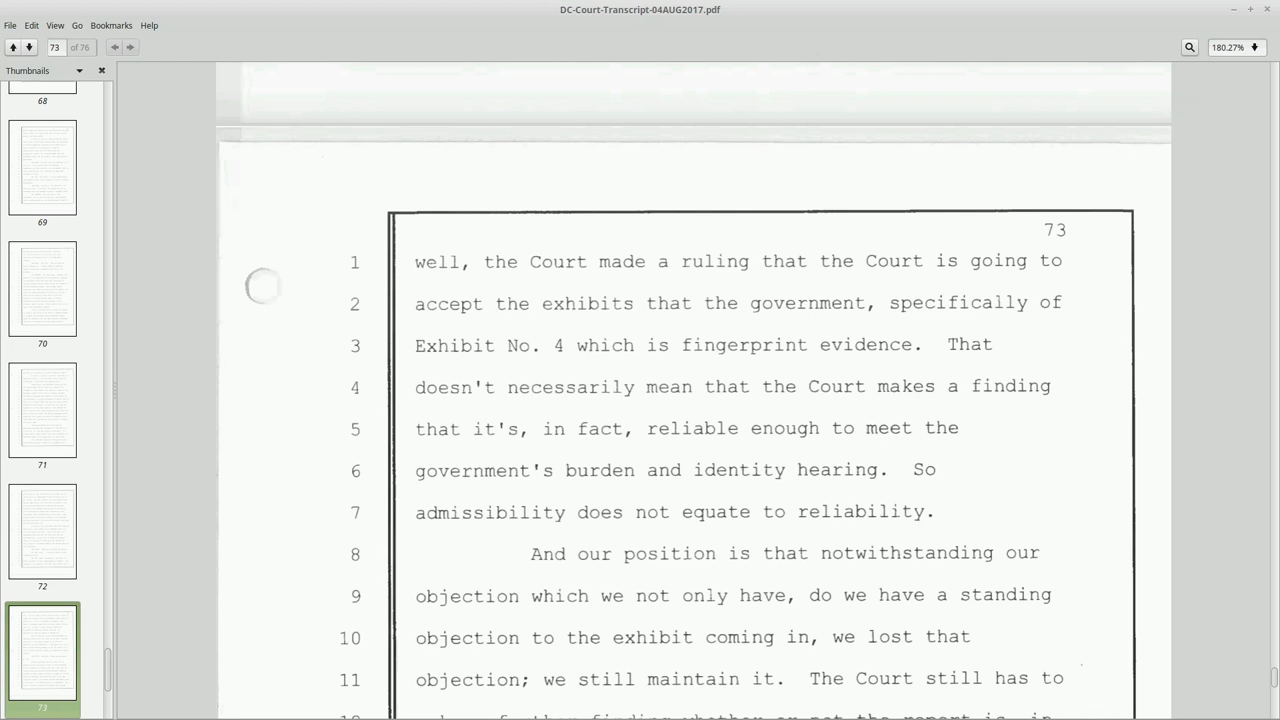 DC-Court-Transcript-04AUG2017.pdf
File Edit View Go Bookmarks Help
73 of 76
180.27%
Thumbnails
68
69
70
71
72
73
73
1 well, the Court made a ruling that the Court is going to
2 accept the exhibits that the government, specifically of
3 Exhibit No. 4 which is fingerprint evidence. That
4 doesn't necessarily mean that the Court makes a finding
5 that it's, in fact, reliable enough to meet the
6 government's burden and identity hearing. So
7 admissibility does not equate to reliability.
8 And our position is that notwithstanding our
9 objection which we not only have, do we have a standing
10 objection to the exhibit coming in, we lost that
11 objection; we still maintain it. The Court still has to